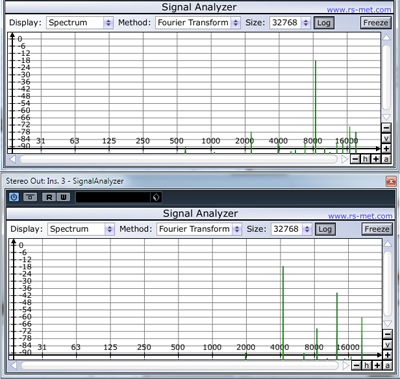 Signal Analyzer
www.rs-met.com
Display: Spectrum Method: Fourier Transform Size: 32768 Log Freeze
0
-6
-12
-18
-24
-30
-36
-42
-48
-54
-60
-66
-72
-78
-84
-90
31 63 125 250 500 1000 2000 4000 8000 16000
- v +
- h + a
Stereo Out: Ins. 3 - SignalAnalyzer
R W
Signal Analyzer
www.rs-met.com
Display: Spectrum Method: Fourier Transform Size: 32768 Log Freeze
0
-6
-12
-18
-24
-30
-36
-42
-48
-54
-60
-66
-72
-78
-84
-90
31 63 125 250 500 1000 2000 4000 8000 16000
- v +
- h + a